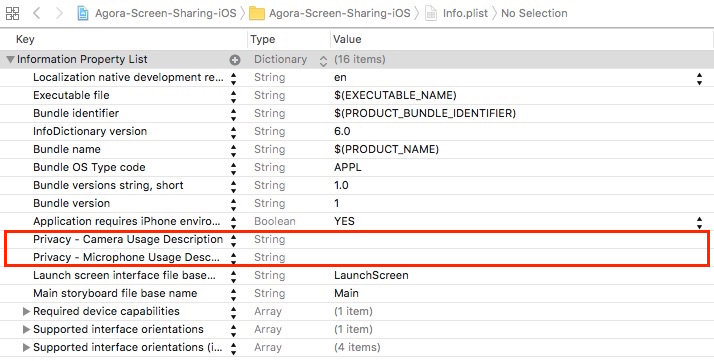 Agora-Screen-Sharing-iOS Agora-Screen-Sharing-iOS Info.plist No Selection
Key Type Value
Information Property List Dictionary (16 items)
Localization native development re... String en
Executable file String $(EXECUTABLE_NAME)
Bundle identifier String $(PRODUCT_BUNDLE_IDENTIFIER)
InfoDictionary version String 6.0
Bundle name String $(PRODUCT_NAME)
Bundle OS Type code String APPL
Bundle versions string, short String 1.0
Bundle version String 1
Application requires iPhone enviro... Boolean YES
Privacy - Camera Usage Description String
Privacy - Microphone Usage Desc... String
Launch screen interface file base... String LaunchScreen
Main storyboard file base name String Main
Required device capabilities Array (1 item)
Supported interface orientations Array (1 item)
Supported interface orientations (i... Array (4 items)